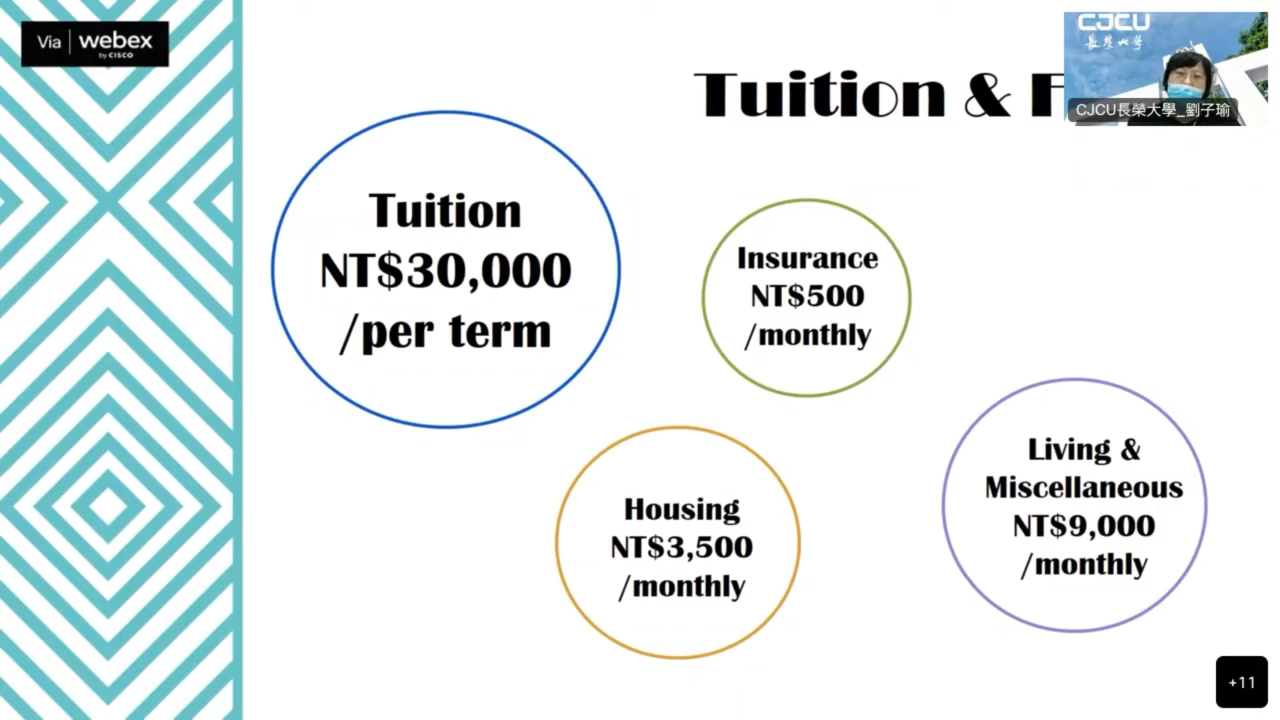 Via webex
by CISCO
Tuition & F
CJCU
長榮大學
CJCU長榮大學_劉子瑜
Tuition
NT$30,000
/per term
Insurance
NT$500
/monthly
Housing
NT$3,500
/monthly
Living &
Miscellaneous
NT$9,000
/monthly
+11